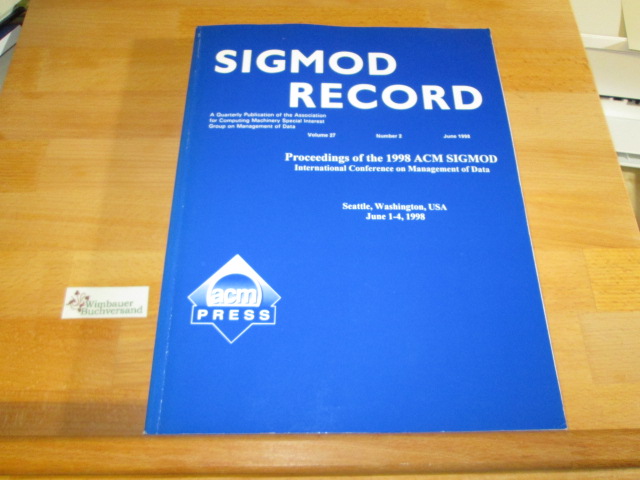 SIGMOD
RECORD
A Quarterly Publication of the Association
for Computing Machinery Special Interest
Group on Management of Data
Volume 27 Number 2 June 1998
Proceedings of the 1998 ACM SIGMOD
International Conference on Management of Data
Seattle, Washington, USA
June 1-4, 1998
acm
PRESS
Wimbauer
Buchversand